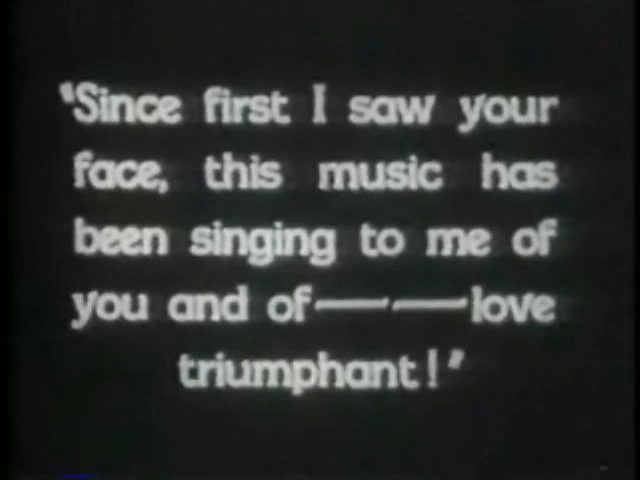 "Since first I saw your
face, this music has
been singing to me of
you and of — — love
triumphant!"